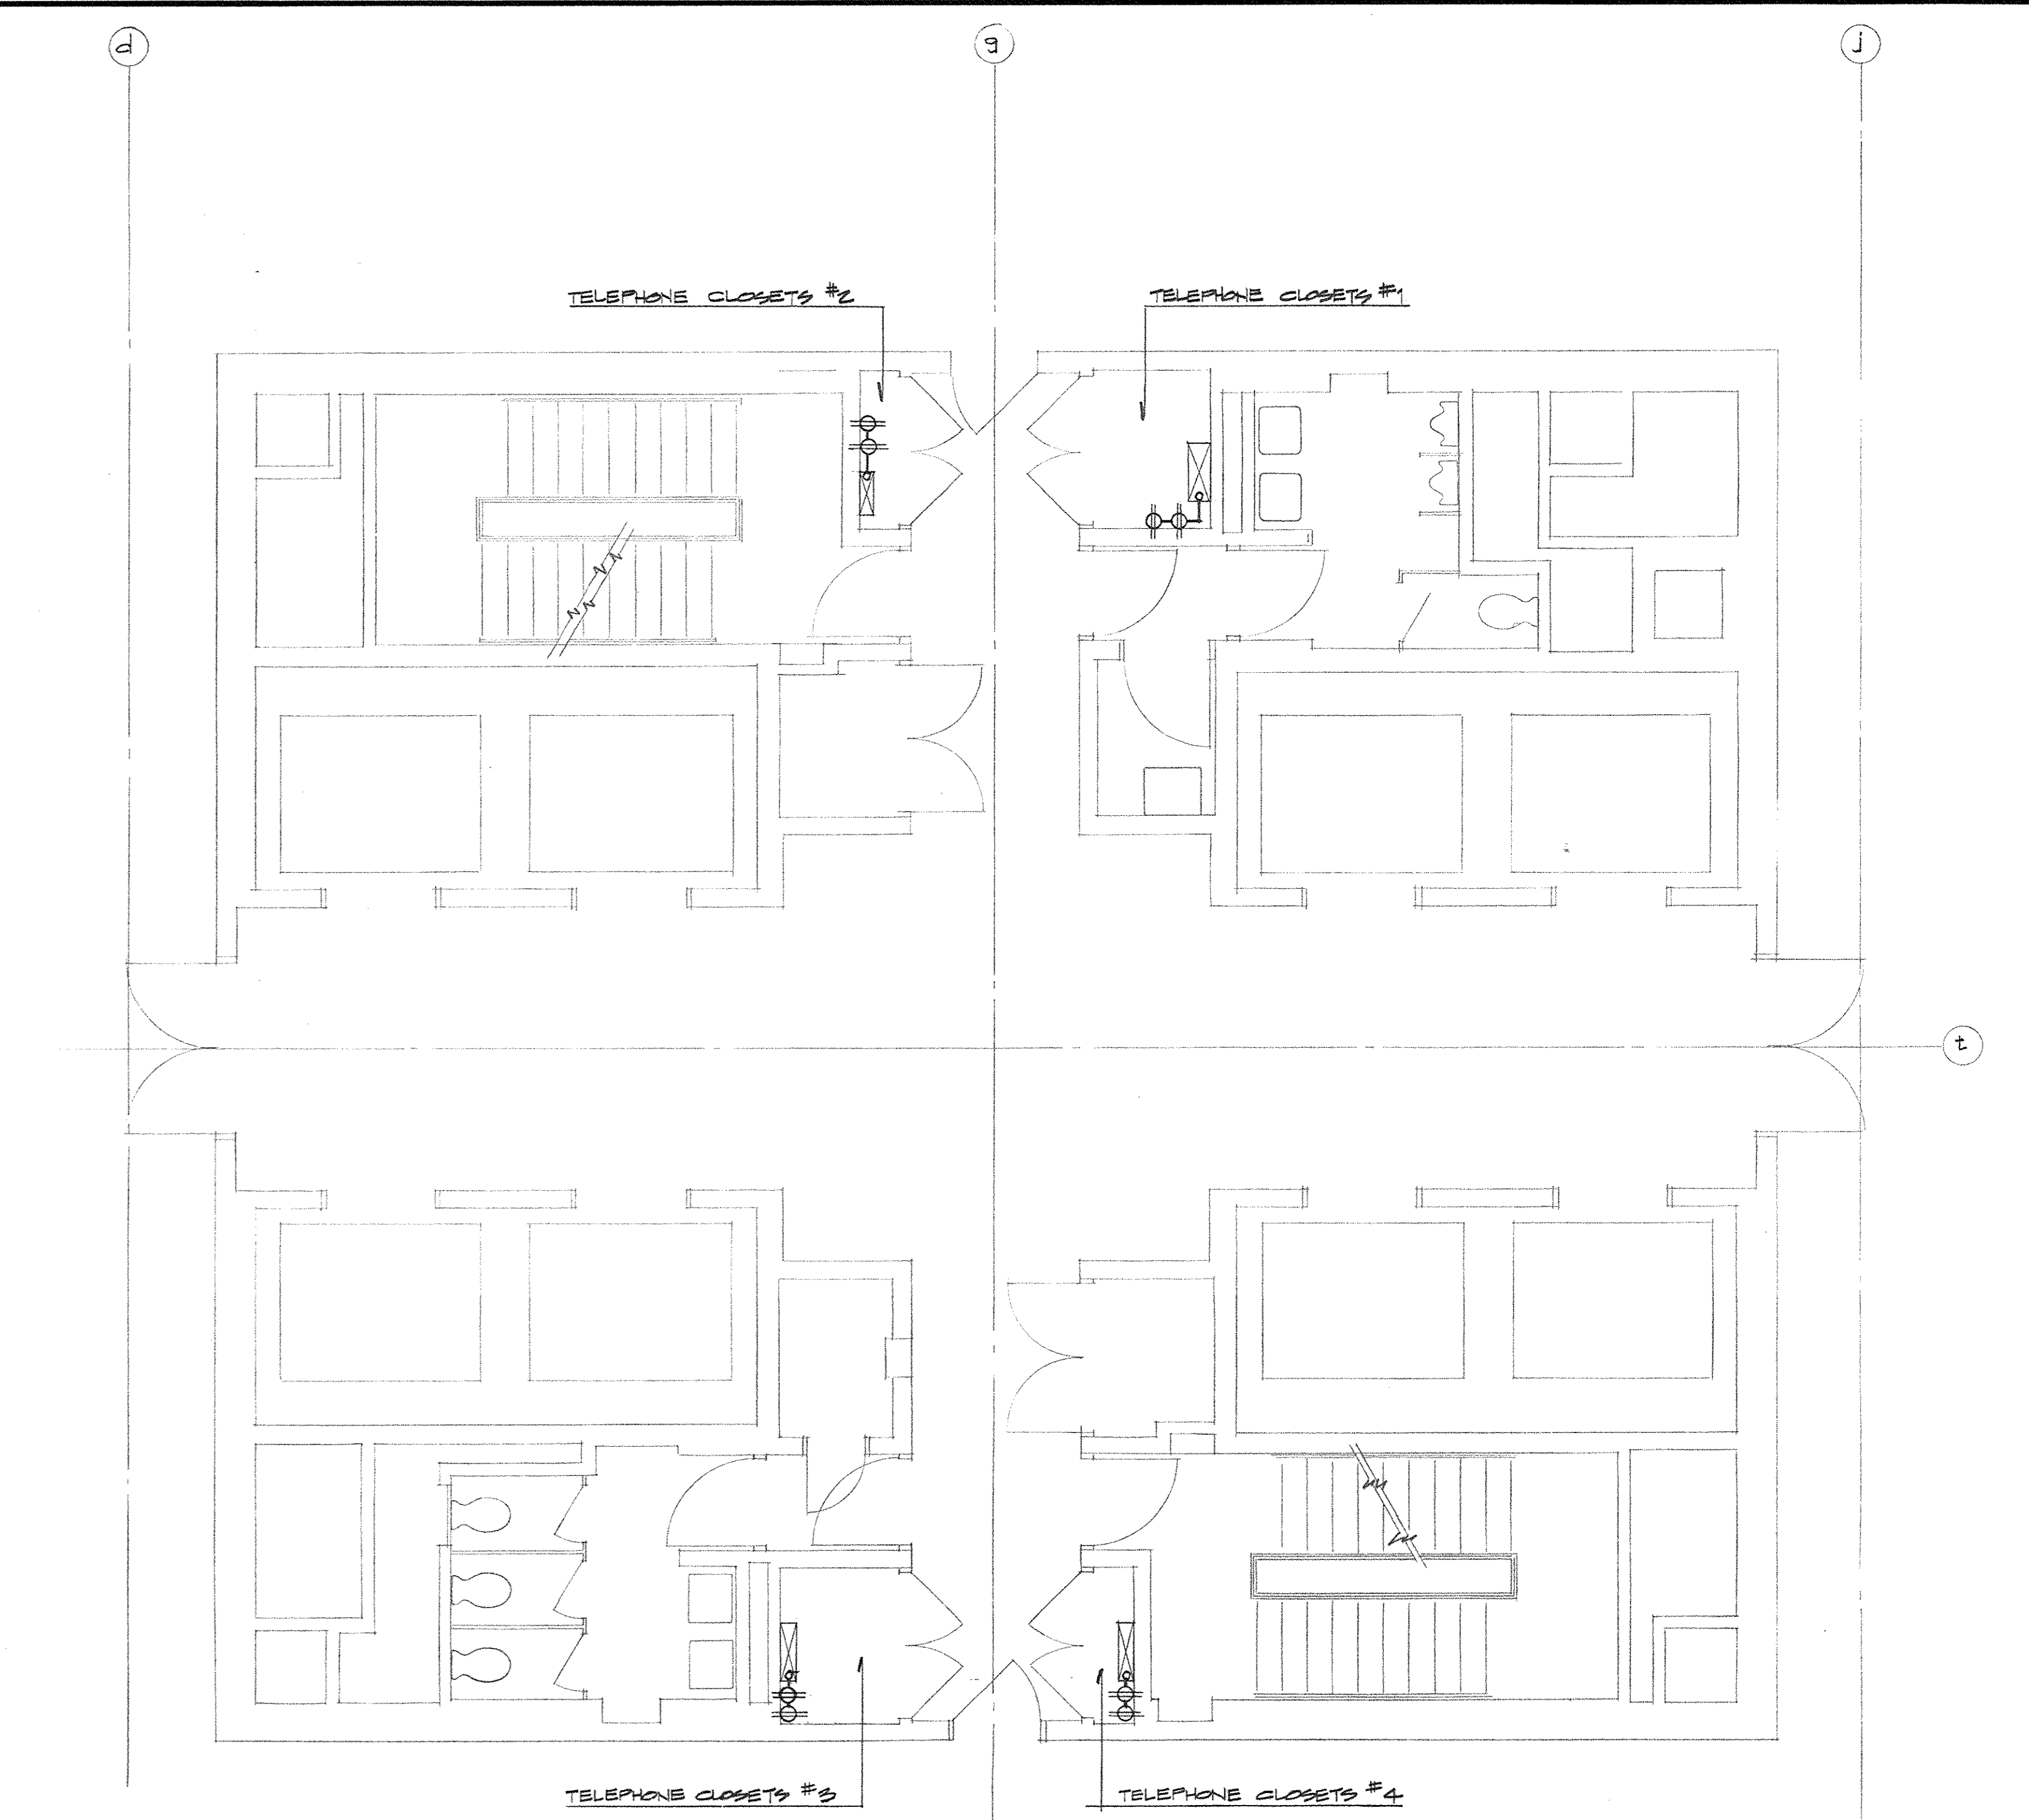 d
g
j
TELEPHONE CLOSETS #2
TELEPHONE CLOSETS #1
t
TELEPHONE CLOSETS #3
TELEPHONE CLOSETS #4